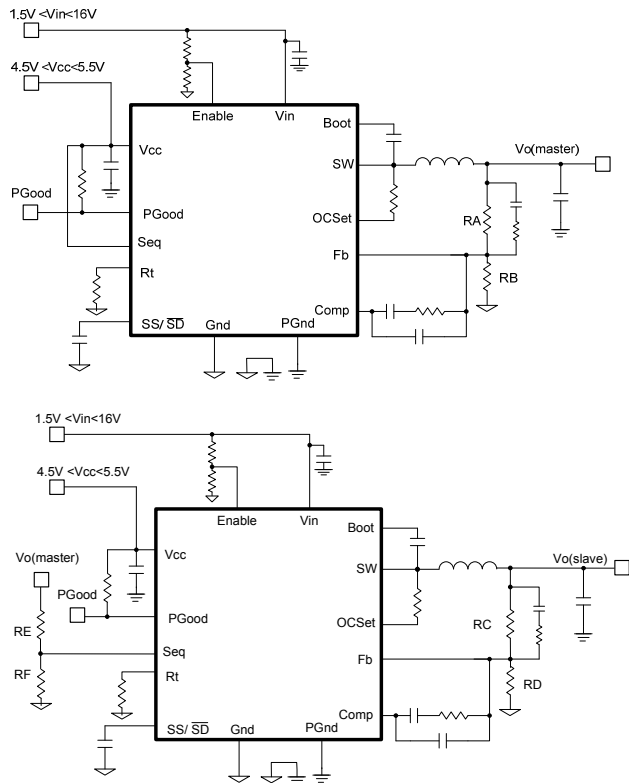 1.5V <Vin<16V
4.5V <Vcc<5.5V
Enable
Vin
Boot
Vcc
Vo(master)
SW
PGood
PGood
OCSet
RA
Seq
Fb
Rt
RB
Comp
SS/ SD
Gnd
PGnd
1.5V <Vin<16V
4.5V <Vcc<5.5V
Enable
Vin
Boot
Vo(master)
Vcc
Vo(slave)
SW
PGood
PGood
RE
OCSet
RC
Seq
Fb
RF
Rt
RD
Comp
SS/ SD
Gnd
PGnd